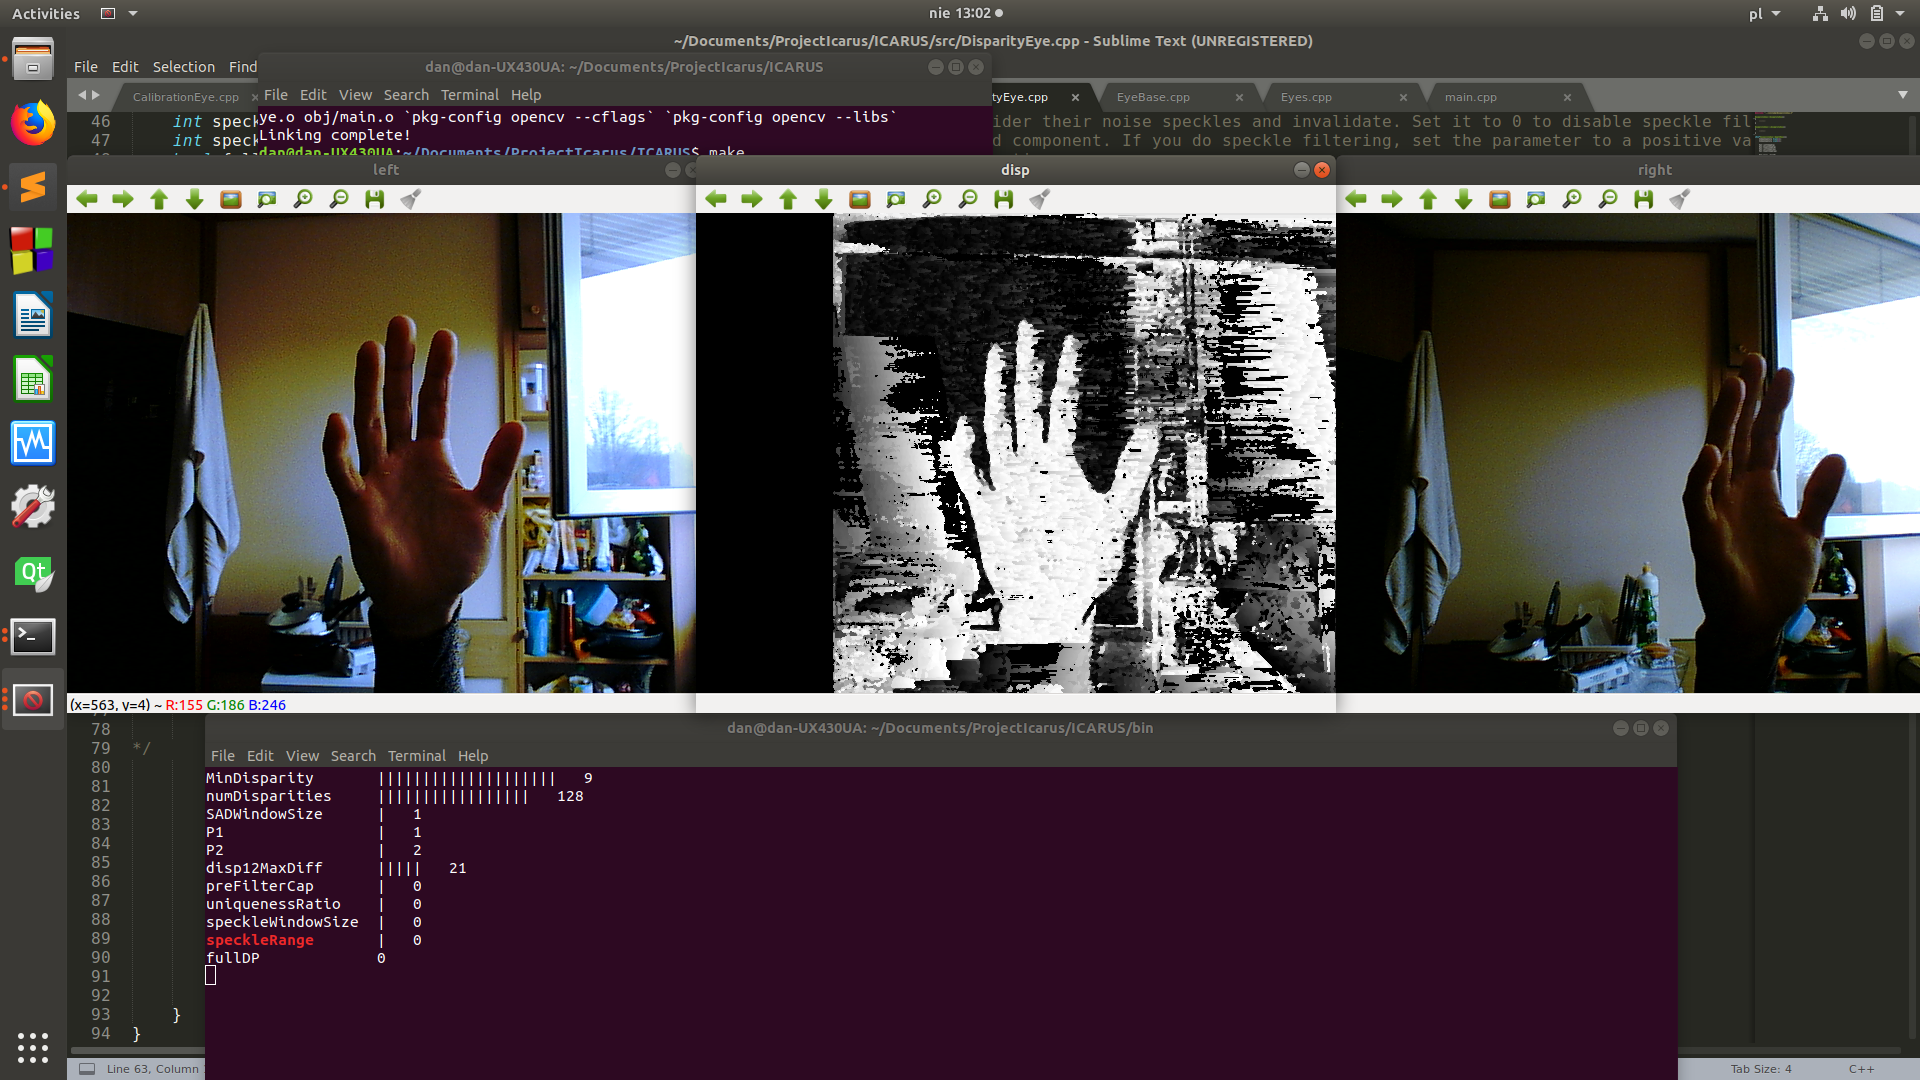 Activities
nie 13:02
pl
~/Documents/ProjectIcarus/ICARUS/src/DisparityEye.cpp - Sublime Text (UNREGISTERED)
File Edit Selection Find
dan@dan-UX430UA: ~/Documents/ProjectIcarus/ICARUS
File Edit View Search Terminal Help
CalibrationEye.cpp
tyEye.cpp
EyeBase.cpp
Eyes.cpp
main.cpp
46 int speck
47 int speck
ye.o obj/main.o `pkg-config opencv --cflags` `pkg-config opencv --libs`
Linking complete!
dan@dan-UX430UA:~/Documents/ProjectIcarus/ICARUS$ make
ider their noise speckles and invalidate. Set it to 0 to disable speckle fil
d component. If you do speckle filtering, set the parameter to a positive va
left
disp
right
(x=563, y=4) ~ R:155 G:186 B:246
78
79 */
80
81
82
83
84
85
86
87
88
89
90
91
92
93 }
94 }
dan@dan-UX430UA: ~/Documents/ProjectIcarus/ICARUS/bin
File Edit View Search Terminal Help
MinDisparity |||||||||||||||||||| 9
numDisparities ||||||||||||||||| 128
SADWindowSize | 1
P1 | 1
P2 | 2
disp12MaxDiff ||||| 21
preFilterCap | 0
uniquenessRatio | 0
speckleWindowSize | 0
speckleRange | 0
fullDP 0
Line 63, Column
Tab Size: 4
C++